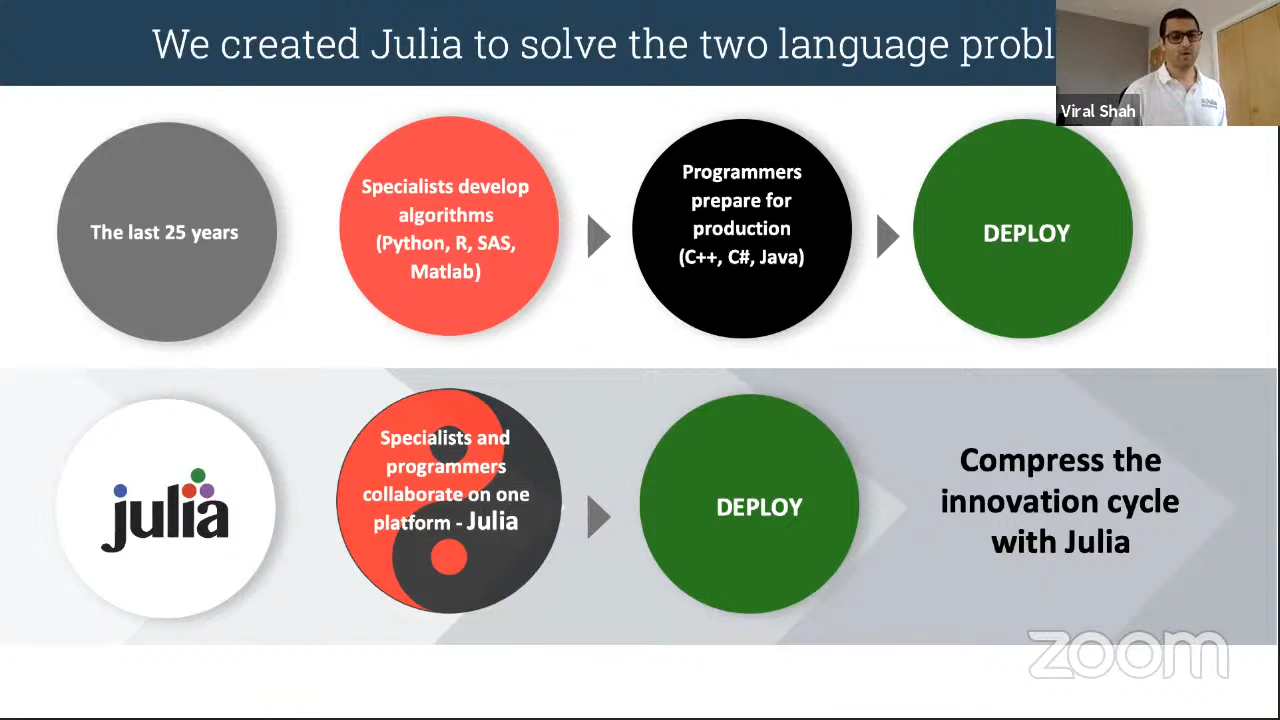 We created Julia to solve the two language probl
Viral Shah
The last 25 years
Specialists develop
algorithms
(Python, R, SAS,
Matlab)
Programmers
prepare for
production
(C++, C#, Java)
DEPLOY
julia
Specialists and
programmers
collaborate on one
platform - Julia
DEPLOY
Compress the
innovation cycle
with Julia
zoom